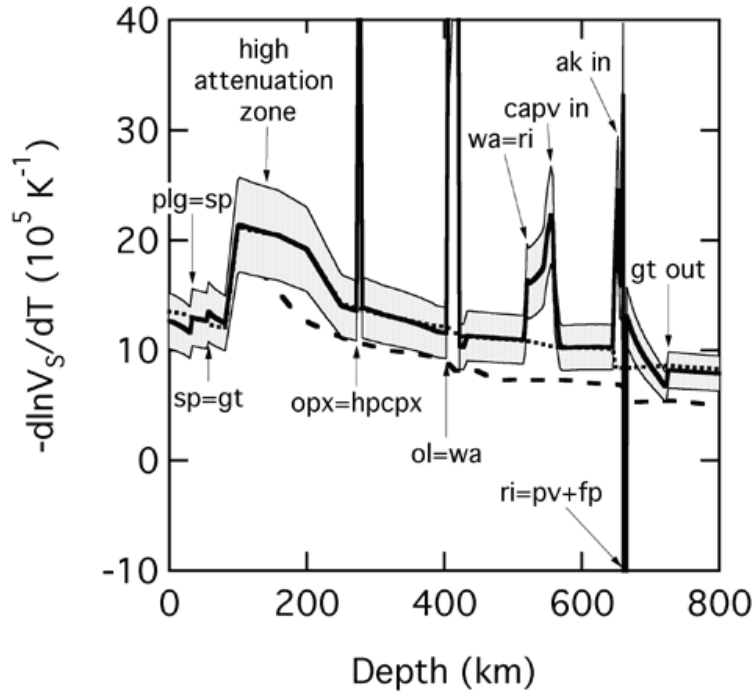 40
30
20
10
0
-10
0
200
400
600
800
-dlnV_S/dT (10^5 K^-1)
Depth (km)
high
attenuation
zone
plg=sp
sp=gt
opx=hpcpx
ol=wa
wa=ri
capv in
ak in
gt out
ri=pv+fp